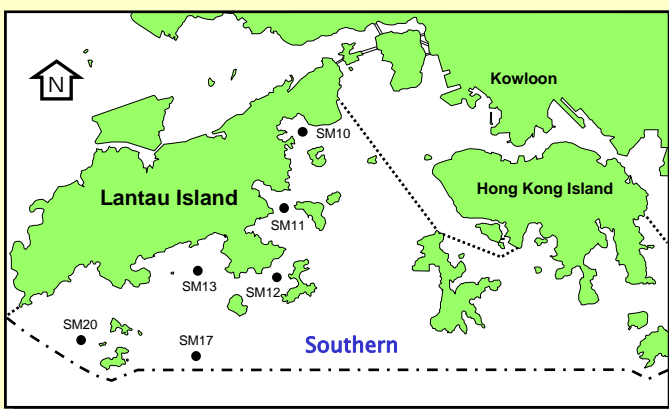 N
Kowloon
SM10
Lantau Island
Hong Kong Island
SM11
SM13
SM12
SM20
SM17
Southern